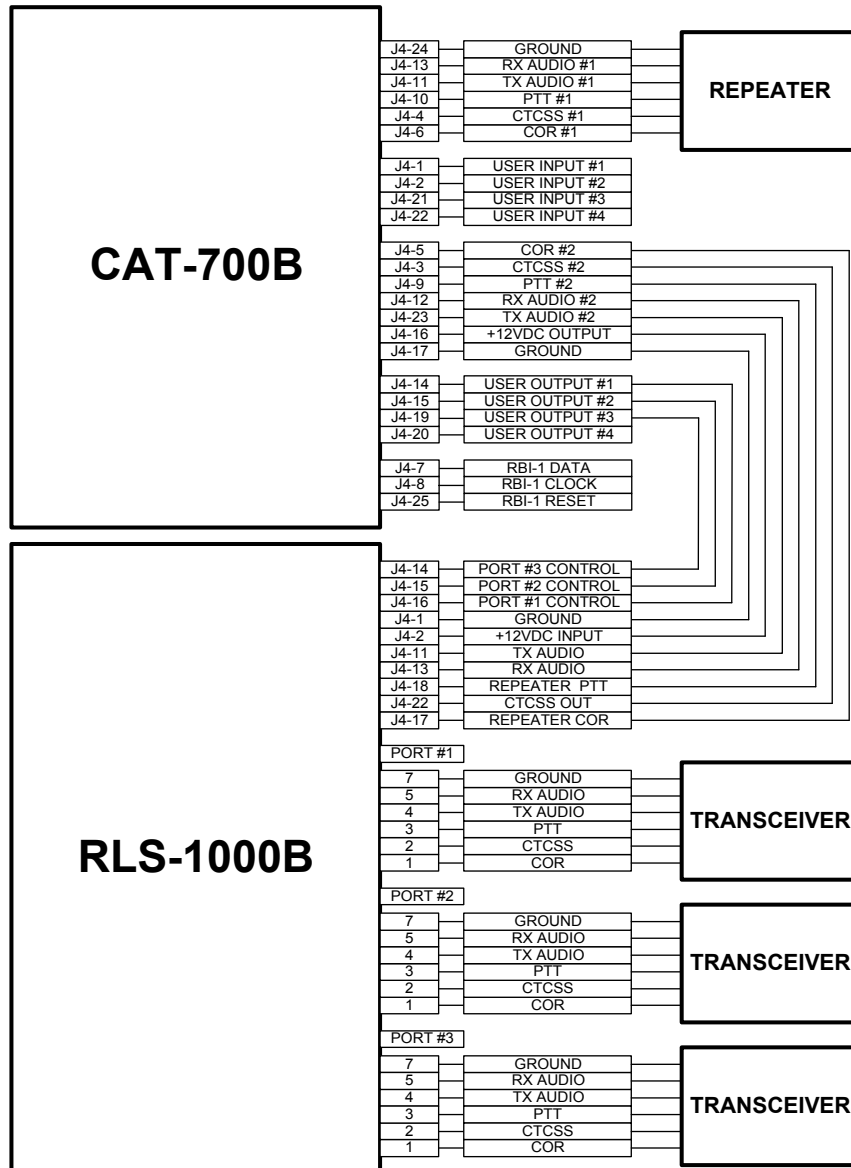 J4-24 GROUND
J4-13 RX AUDIO #1
J4-11 TX AUDIO #1
J4-10 PTT #1
J4-4 CTCSS #1
J4-6 COR #1
REPEATER
J4-1 USER INPUT #1
J4-2 USER INPUT #2
J4-21 USER INPUT #3
J4-22 USER INPUT #4
CAT-700B
J4-5 COR #2
J4-3 CTCSS #2
J4-9 PTT #2
J4-12 RX AUDIO #2
J4-23 TX AUDIO #2
J4-16 +12VDC OUTPUT
J4-17 GROUND
J4-14 USER OUTPUT #1
J4-15 USER OUTPUT #2
J4-19 USER OUTPUT #3
J4-20 USER OUTPUT #4
J4-7 RBI-1 DATA
J4-8 RBI-1 CLOCK
J4-25 RBI-1 RESET
J4-14 PORT #3 CONTROL
J4-15 PORT #2 CONTROL
J4-16 PORT #1 CONTROL
J4-1 GROUND
J4-2 +12VDC INPUT
J4-11 TX AUDIO
J4-13 RX AUDIO
J4-18 REPEATER PTT
J4-22 CTCSS OUT
J4-17 REPEATER COR
RLS-1000B
PORT #1
7 GROUND
5 RX AUDIO
4 TX AUDIO
3 PTT
2 CTCSS
1 COR
TRANSCEIVER
PORT #2
7 GROUND
5 RX AUDIO
4 TX AUDIO
3 PTT
2 CTCSS
1 COR
TRANSCEIVER
PORT #3
7 GROUND
5 RX AUDIO
4 TX AUDIO
3 PTT
2 CTCSS
1 COR
TRANSCEIVER